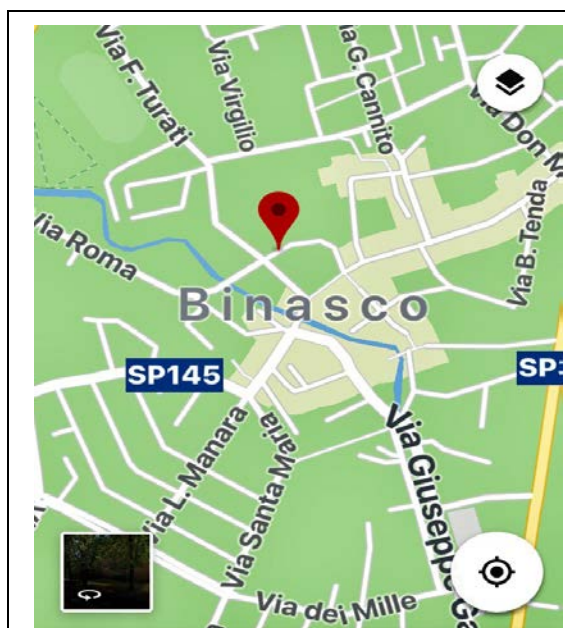 Via F. Turati
Via Virgilio
Via G. Cannito
Via Don M
Via Roma
Via B. Tenda
Binasco
SP145
SP
Via L. Manara
Via Santa Maria
Via Giuseppe Ga
Via dei Mille